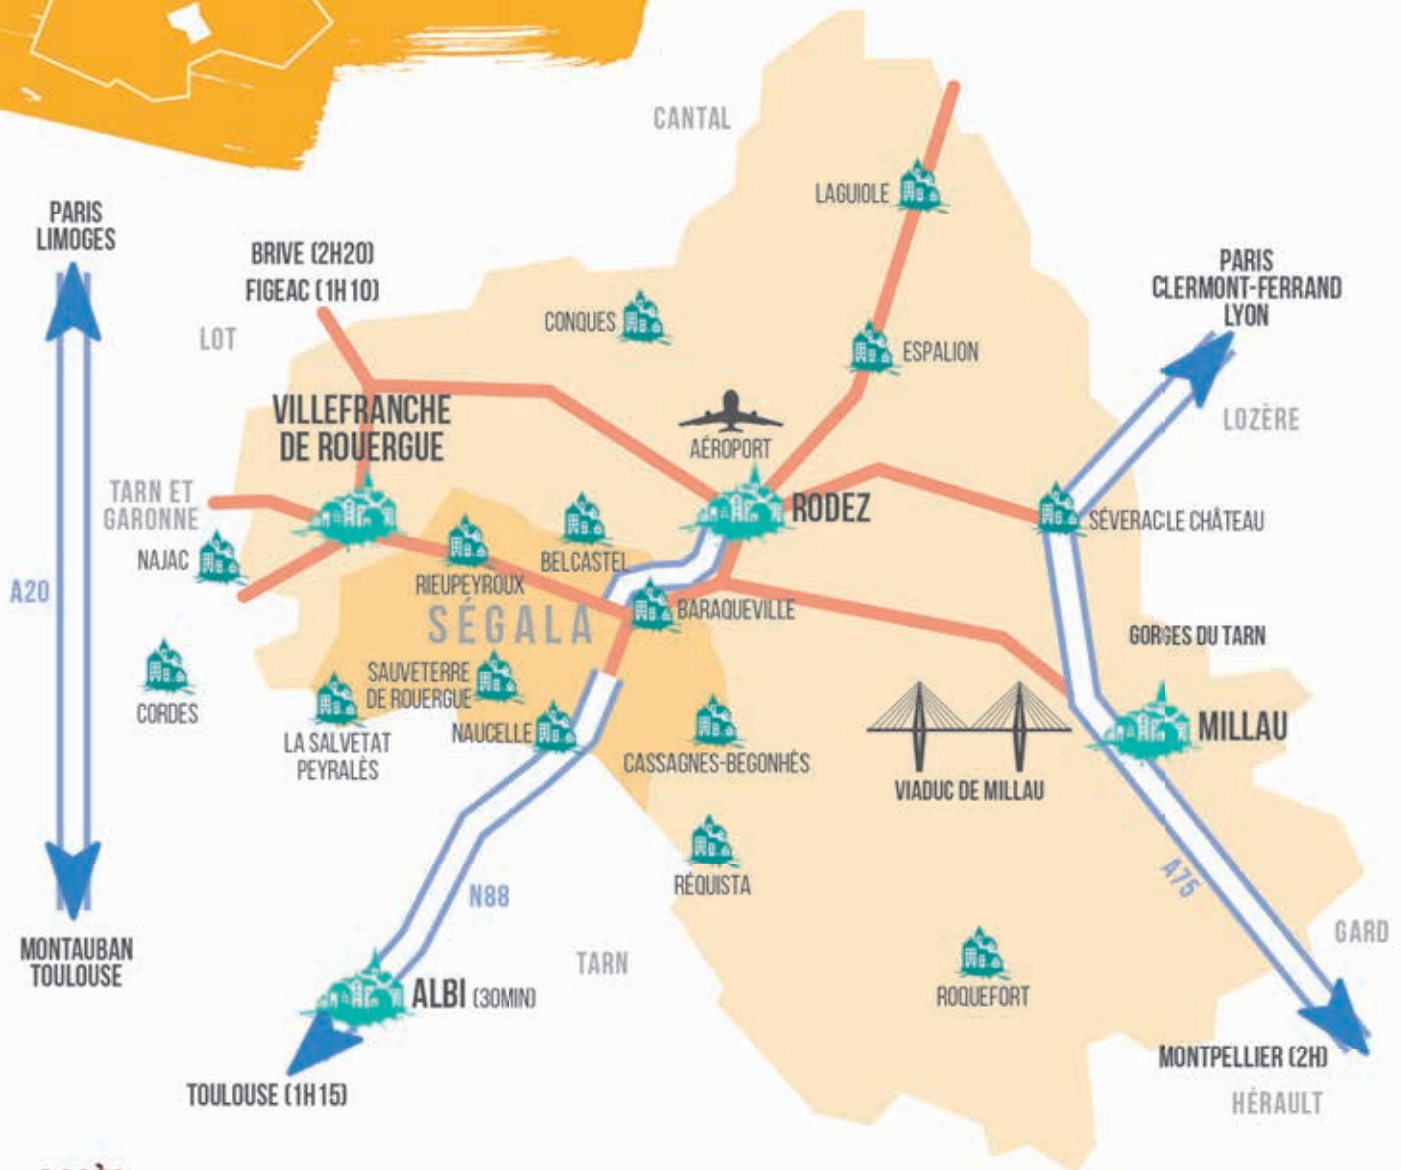 CANTAL
LAGUIOLE
PARIS
LIMOGES
BRIVE (2H20)
FIGEAC (1H10)
PARIS
CLERMONT-FERRAND
LYON
LOT
CONQUES
ESPALION
LOZÈRE
VILLEFRANCHE
DE ROUERGUE
AÉROPORT
TARN ET
GARONNE
RODEZ
SÉVERAC LE CHÂTEAU
NAJAC
BELCASTEL
RIEUPEYROUX
A20
SÉGALA
BARAQUEVILLE
GORGES DU TARN
SAUVETERRE
DE ROUERGUE
CORDES
NAUCELLE
LA SALVETAT
PEYRALÈS
CASSAGNES-BEGONHÈS
MILLAU
VIADUC DE MILLAU
RÉQUISTA
A75
N88
GARD
MONTAUBAN
TOULOUSE
TARN
ALBI (30MIN)
ROQUEFORT
MONTPELLIER (2H)
TOULOUSE (1H15)
HÉRAULT